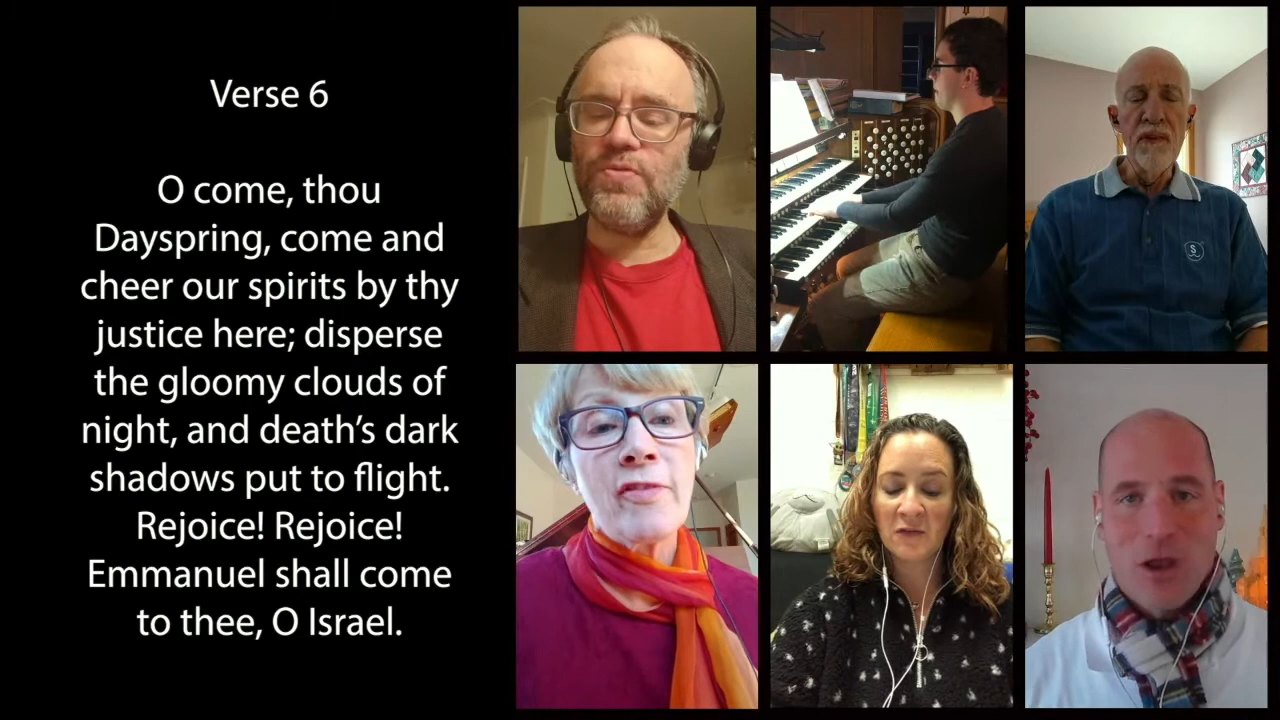 Verse 6
O come, thou
Dayspring, come and
cheer our spirits by thy
justice here; disperse
the gloomy clouds of
night, and death’s dark
shadows put to flight.
Rejoice! Rejoice!
Emmanuel shall come
to thee, O Israel.
S